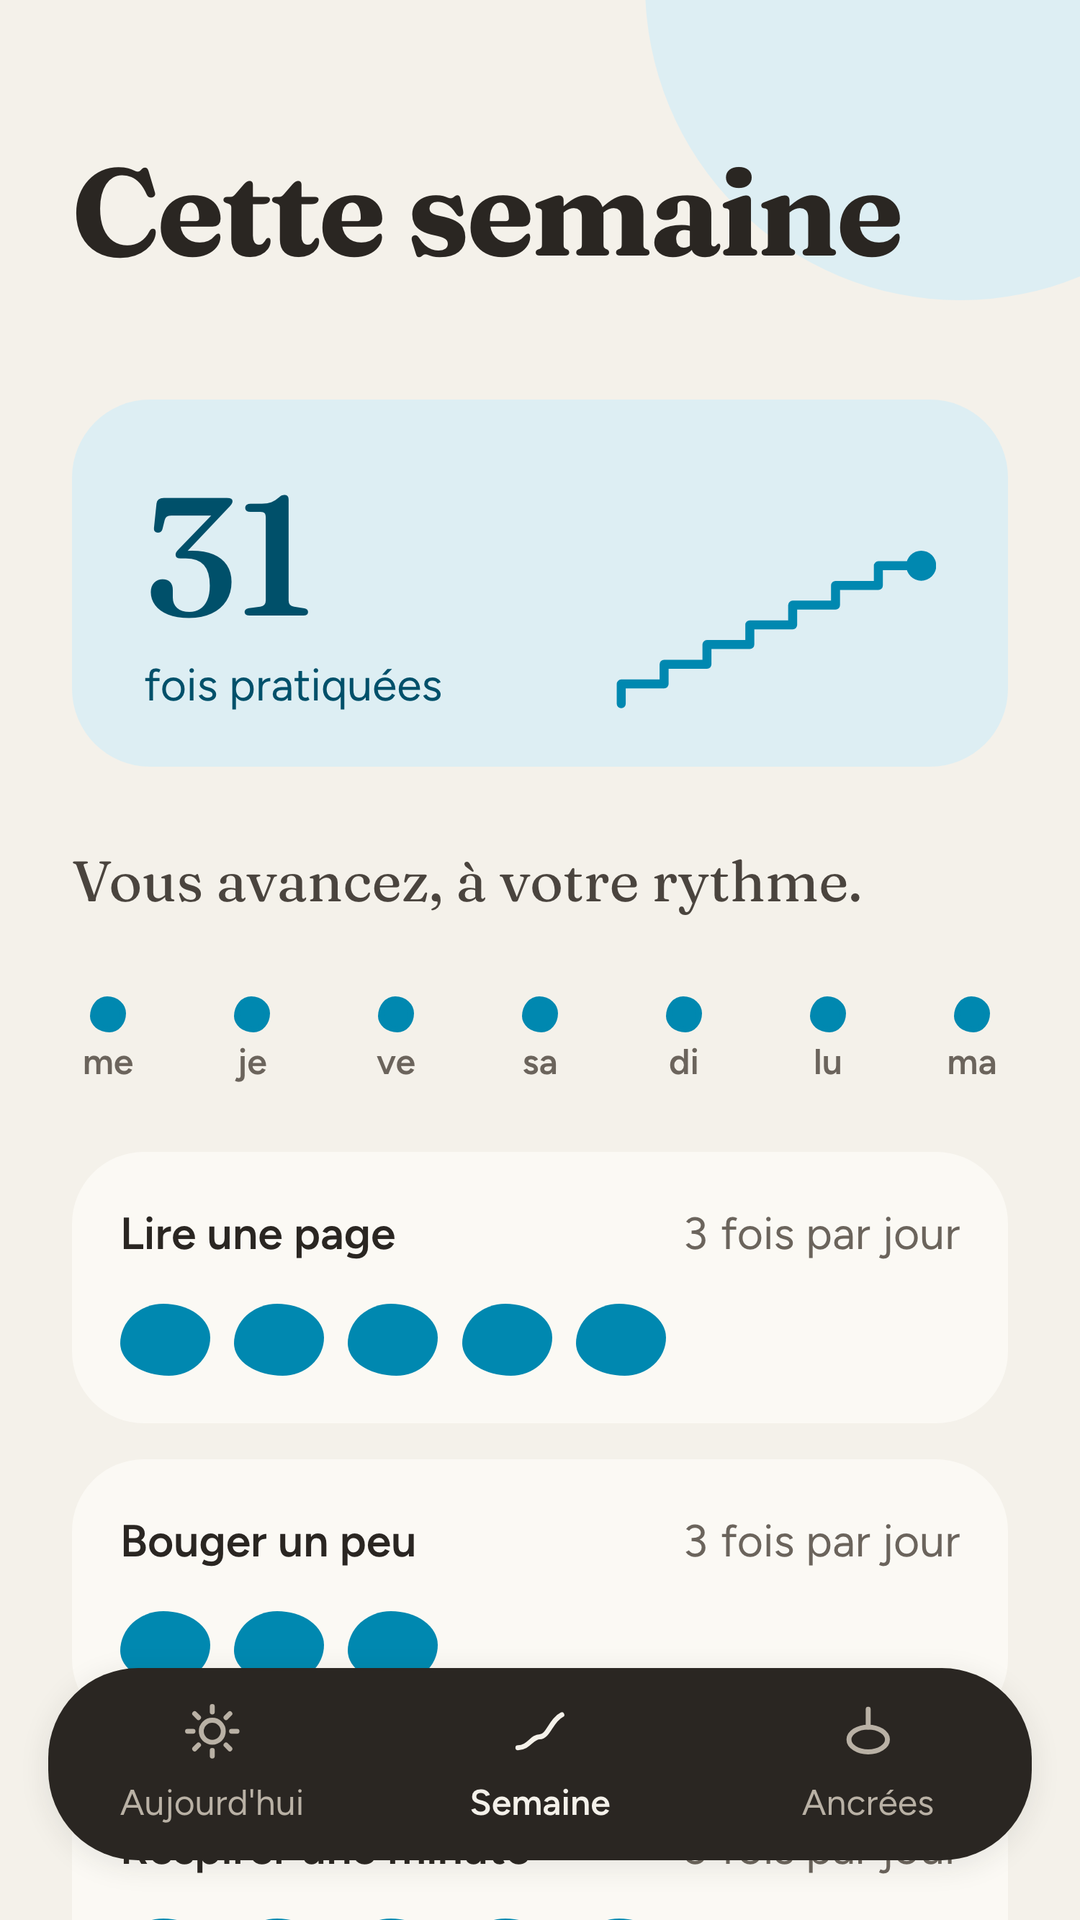 Cette semaine
31
fois pratiquées
Vous avancez, à votre rythme.
me je ve sa di lu ma
Lire une page 3 fois par jour
Bouger un peu 3 fois par jour
Aujourd'hui Semaine Ancrées